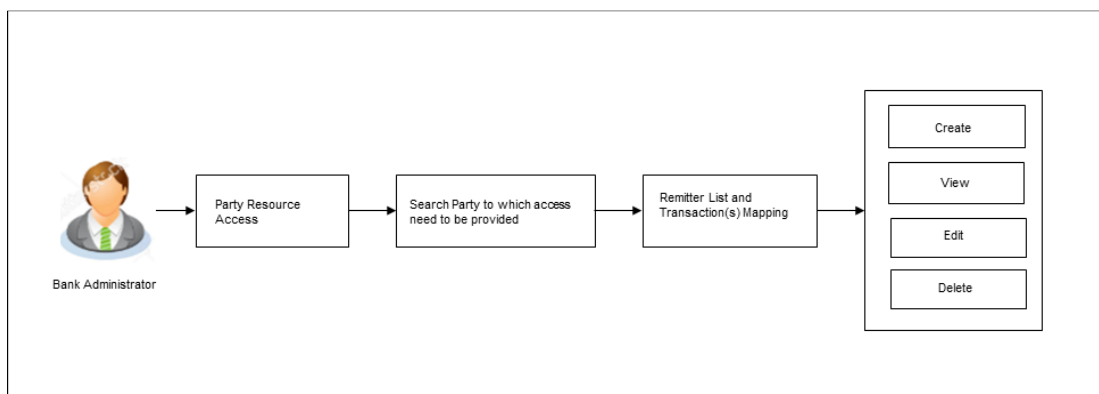 Party Resource
Access
Search Party to which access
need to be provided
Remitter List and
Transaction(s) Mapping
Create
View
Edit
Delete
Bank Administrator